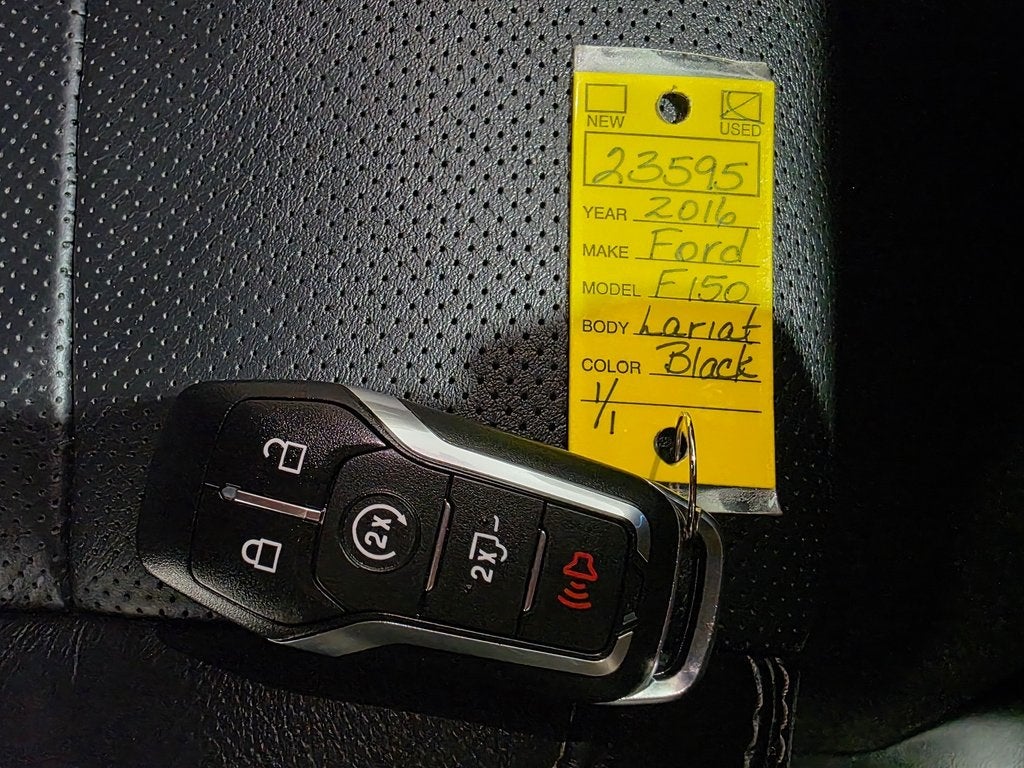 NEW USED
23595
YEAR 2016
MAKE Ford
MODEL F150
BODY Lariat
COLOR Black
1/1
2x
2x